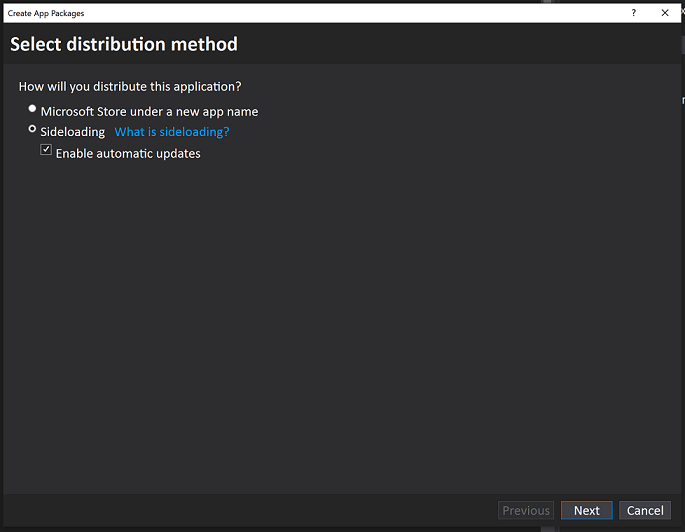 Create App Packages
?
Select distribution method
How will you distribute this application?
Microsoft Store under a new app name
Sideloading What is sideloading?
Enable automatic updates
Previous Next Cancel